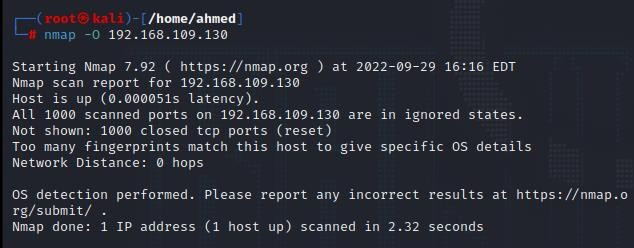 ┌──(root㉿kali)-[/home/ahmed]
└─# nmap -O 192.168.109.130
Starting Nmap 7.92 ( https://nmap.org ) at 2022-09-29 16:16 EDT
Nmap scan report for 192.168.109.130
Host is up (0.000051s latency).
All 1000 scanned ports on 192.168.109.130 are in ignored states.
Not shown: 1000 closed tcp ports (reset)
Too many fingerprints match this host to give specific OS details
Network Distance: 0 hops
OS detection performed. Please report any incorrect results at https://nmap.o
rg/submit/ .
Nmap done: 1 IP address (1 host up) scanned in 2.32 seconds